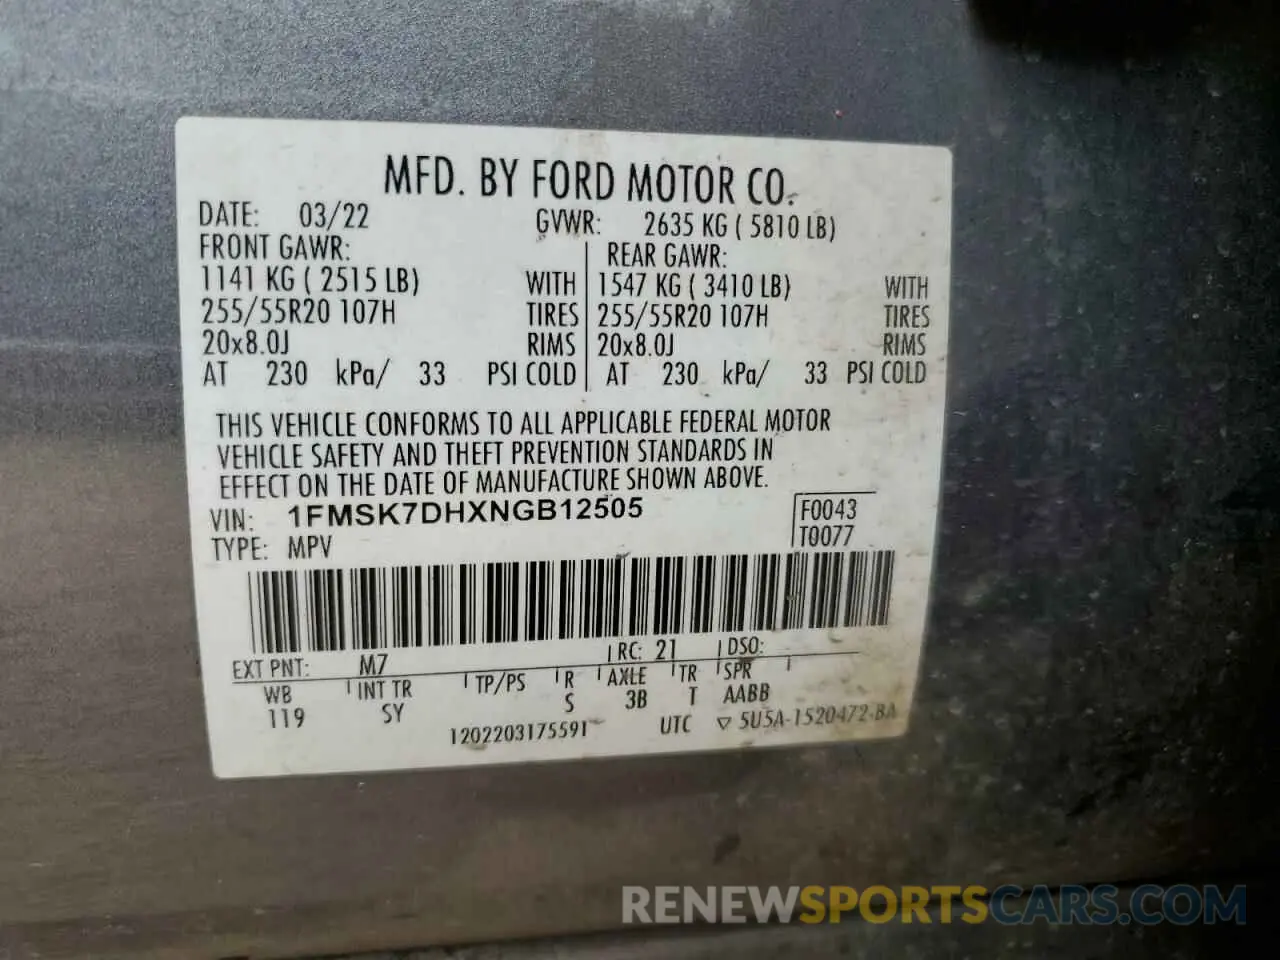 MFD. BY FORD MOTOR CO.
DATE: 03/22 GVWR: 2635 KG ( 5810 LB)
FRONT GAWR: REAR GAWR:
1141 KG ( 2515 LB) WITH 1547 KG ( 3410 LB) WITH
255/55R20 107H TIRES 255/55R20 107H TIRES
20x8.0J RIMS 20x8.0J RIMS
AT 230 kPa/ 33 PSI COLD AT 230 kPa/ 33 PSI COLD
THIS VEHICLE CONFORMS TO ALL APPLICABLE FEDERAL MOTOR
VEHICLE SAFETY AND THEFT PREVENTION STANDARDS IN
EFFECT ON THE DATE OF MANUFACTURE SHOWN ABOVE.
VIN: 1FMSK7DHXNGB12505 F0043
TYPE: MPV T0077
EXT PNT: M7 RC: 21 DSO:
WB INT TR TP/PS R AXLE TR SPR
119 SY S 3B T AABB
1202203175591 UTC ▽ 5U5A-1520472-BA
RENEWSPORTSCARS.COM